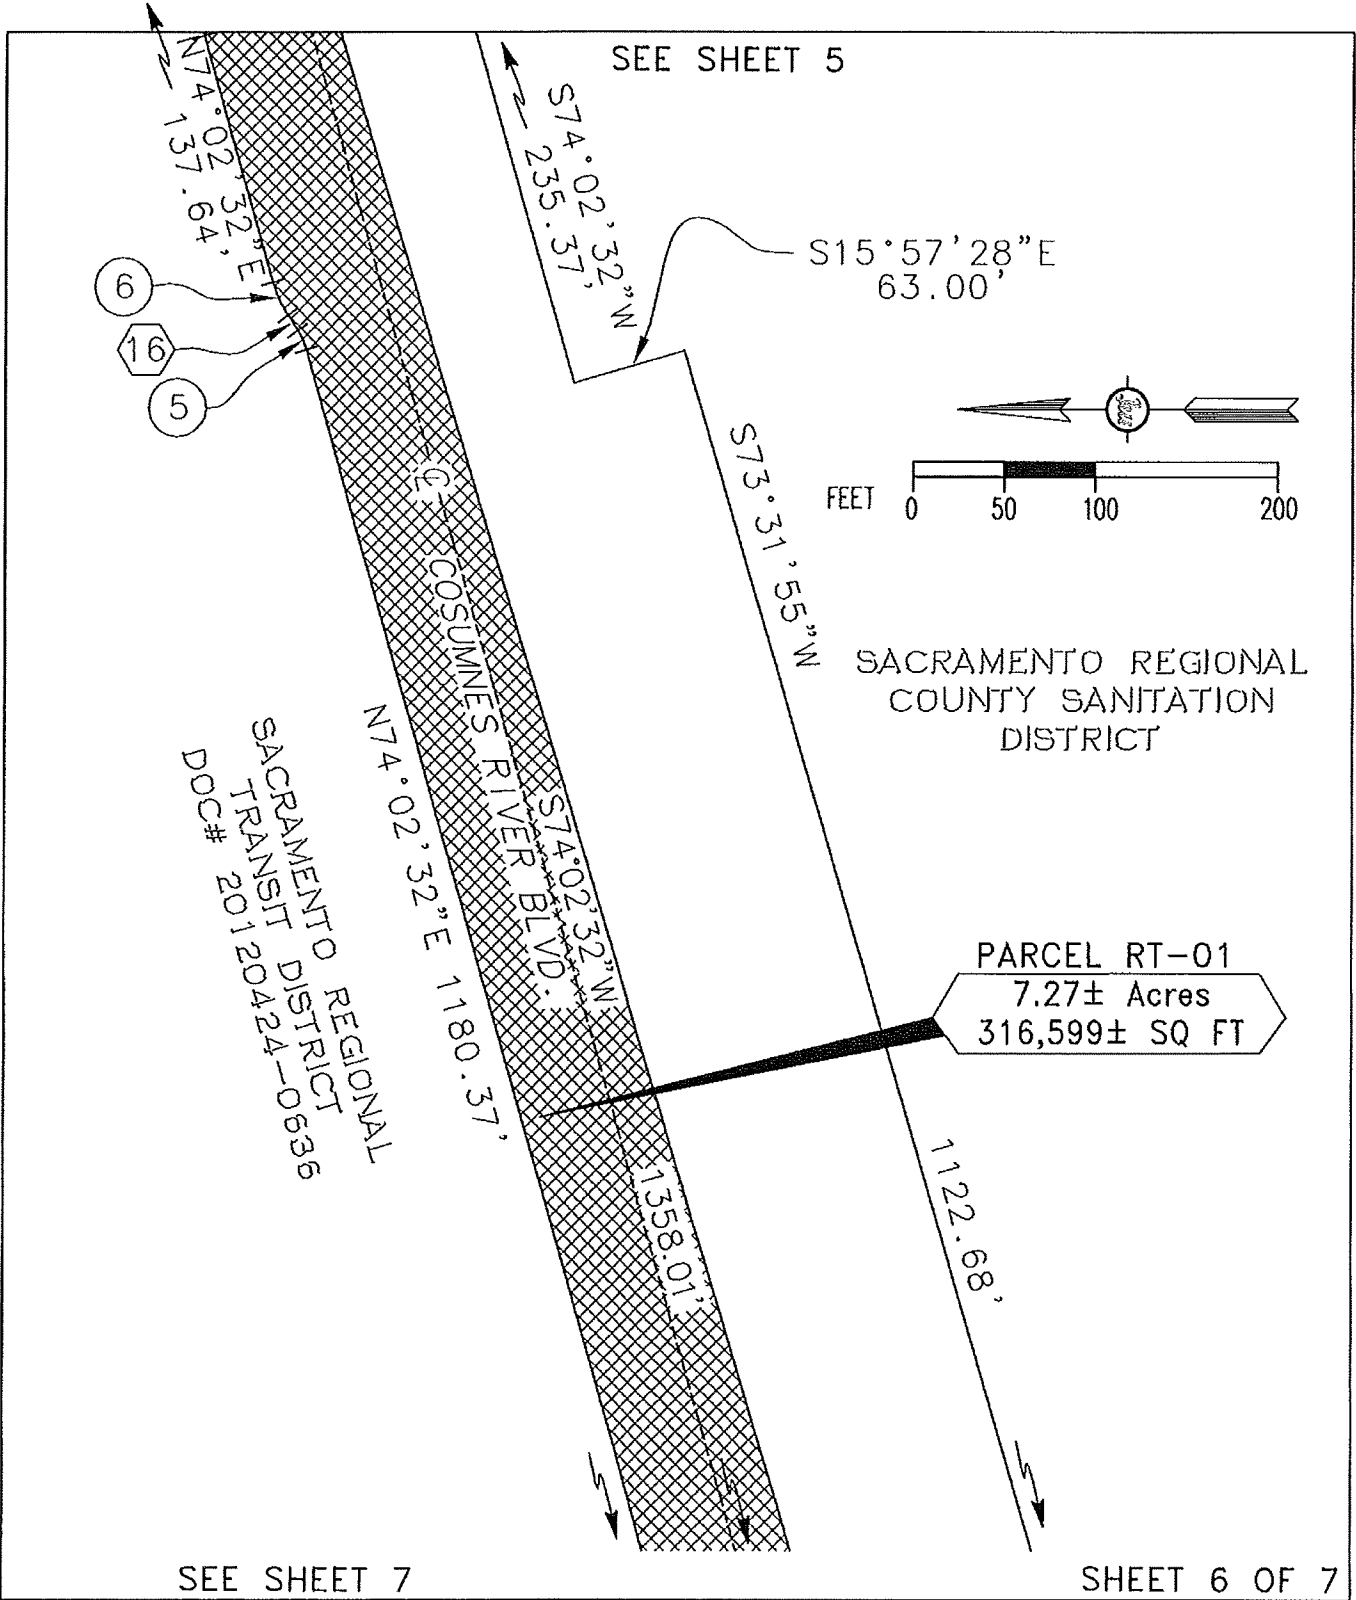 SEE SHEET 5
N74°02'32"E
137.64'
S74°02'32"W
235.37'
S15°57'28"E
63.00'
6
16
5
FEET
0 50 100 200
S73°31'55"W
1122.68'
SACRAMENTO REGIONAL
COUNTY SANITATION
DISTRICT
℄ COSUMNES RIVER BLVD.
S74°02'32"W
1358.01'
N74°02'32"E 1180.37'
SACRAMENTO REGIONAL
TRANSIT DISTRICT
DOC# 20120424-0636
PARCEL RT-01
7.27± Acres
316,599± SQ FT
SEE SHEET 7
SHEET 6 OF 7